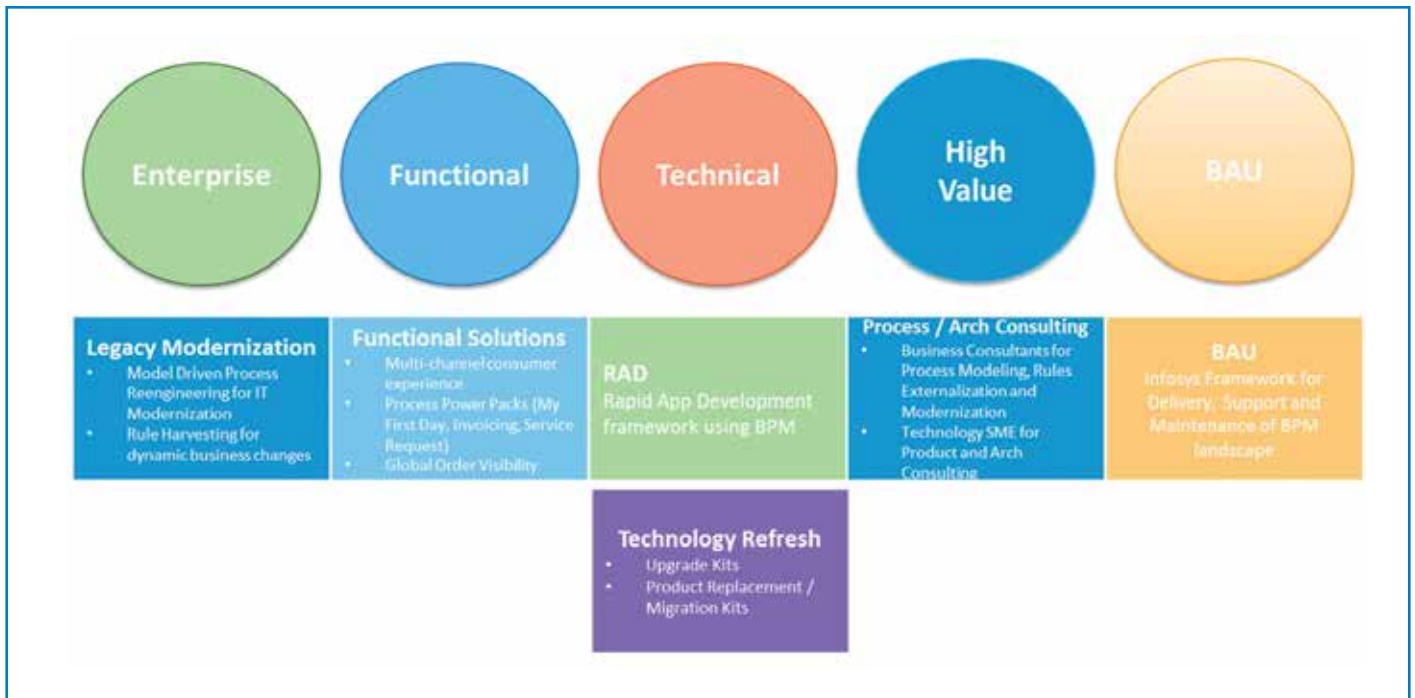 Enterprise
Functional
Technical
High
Value
BAU
Legacy Modernization
• Model Driven Process
Reengineering for IT
Modernization
• Rule Harvesting for
dynamic business changes
Functional Solutions
• Multi-channel consumer
experience
• Process Power Packs (My
First Day, Invoicing, Service
Request)
• Global Order Visibility
RAD
Rapid App Development
framework using BPM
Process / Arch Consulting
• Business Consultants for
Process Modeling, Rules
Externalization and
Modernization
• Technology SME for
Product and Arch
Consulting
BAU
Infosys Framework for
Delivery, Support and
Maintenance of BPM
landscape
Technology Refresh
• Upgrade Kits
• Product Replacement /
Migration Kits